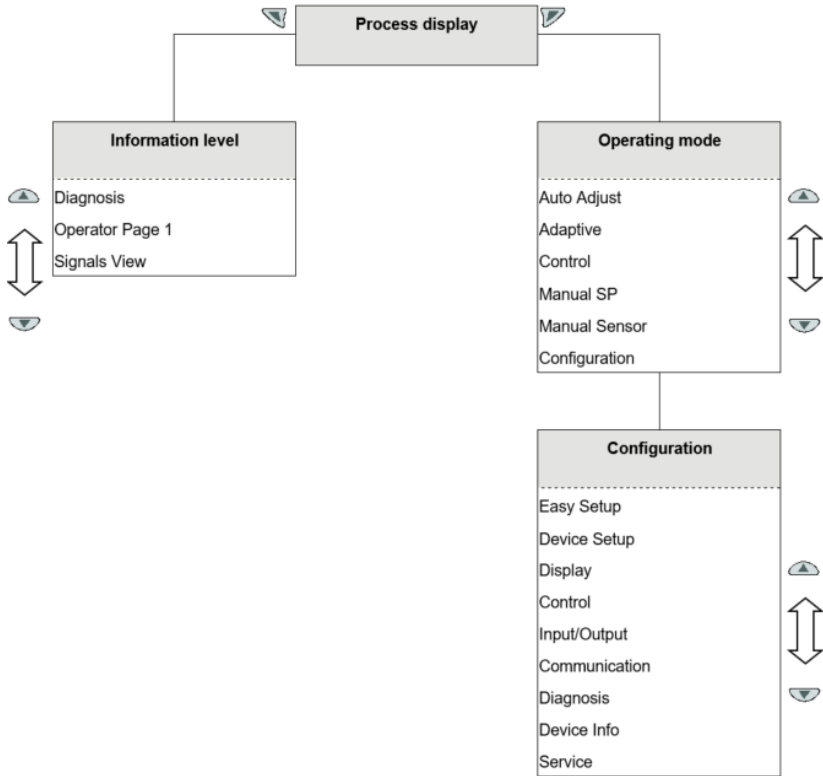 Process display
Information level
Diagnosis
Operator Page 1
Signals View
Operating mode
Auto Adjust
Adaptive
Control
Manual SP
Manual Sensor
Configuration
Configuration
Easy Setup
Device Setup
Display
Control
Input/Output
Communication
Diagnosis
Device Info
Service